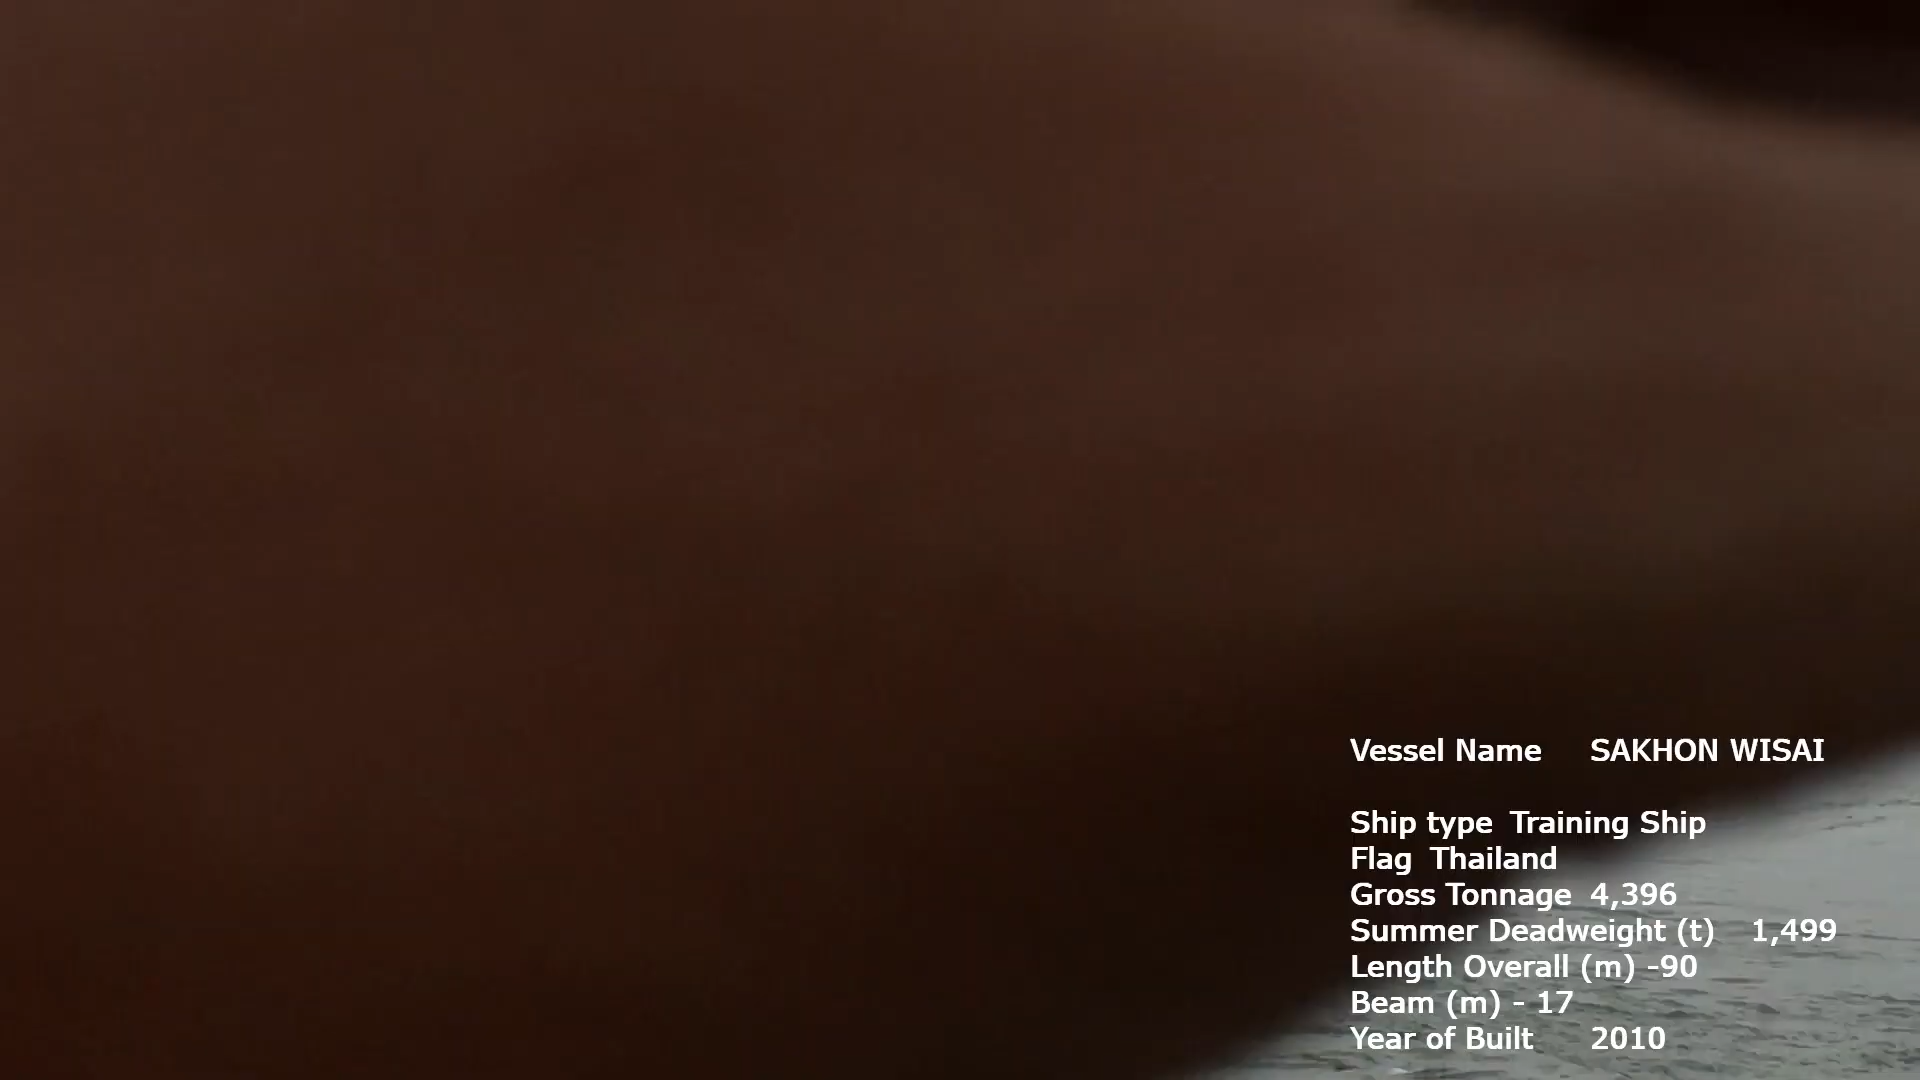 Vessel Name SAKHON WISAI
Ship type Training Ship
Flag Thailand
Gross Tonnage 4,396
Summer Deadweight (t) 1,499
Length Overall (m) -90
Beam (m) - 17
Year of Built 2010